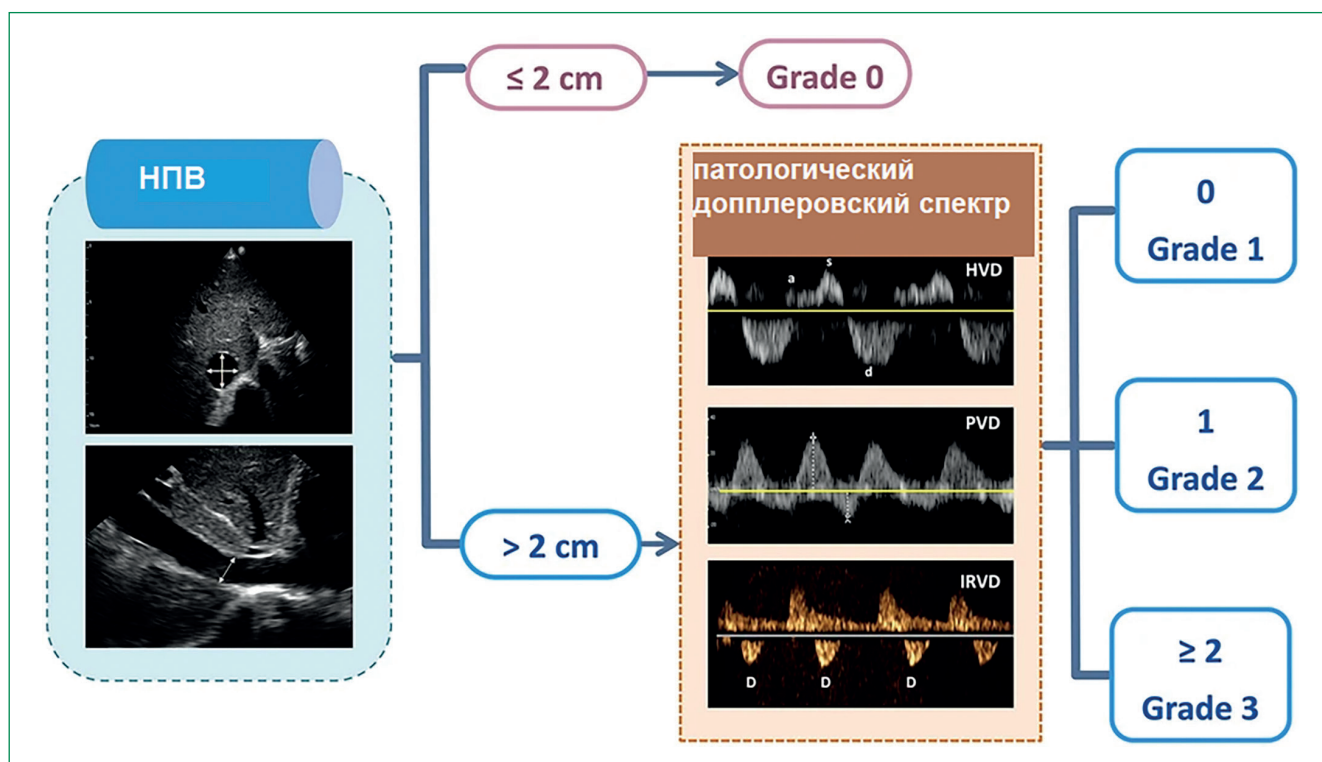 НПВ
≤ 2 cm
Grade 0
> 2 cm
патологический
допплеровский спектр
HVD
a
s
d
PVD
IRVD
D D D
0
Grade 1
1
Grade 2
≥ 2
Grade 3